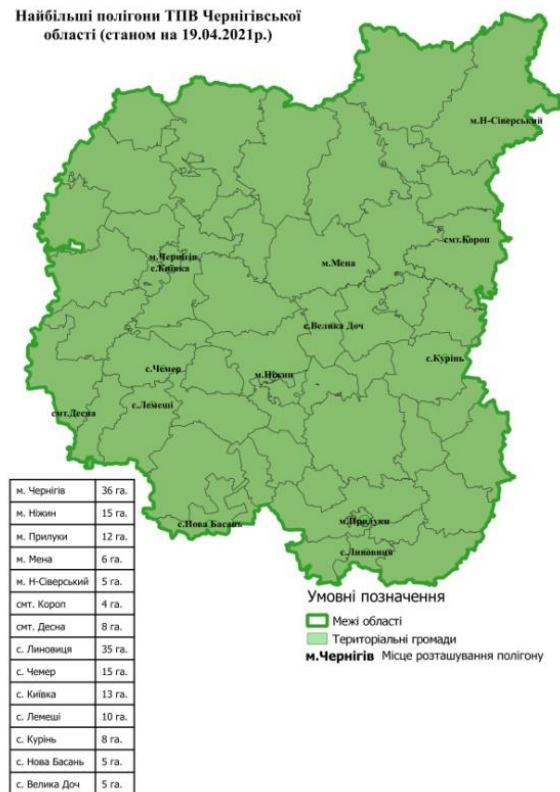 Найбільші полігони ТПВ Чернігівської
області (станом на 19.04.2021р.)
м.Н-Сіверський
смт.Короп
м.Чернігів
с.Київка
м.Мена
с.Велика Доч
с.Курінь
с.Чемер
м.Ніжин
смт.Десна
с.Лемеші
с.Нова Басань
м.Прилуки
с.Линовиця
м. Чернігів 36 га.
м. Ніжин 15 га.
м. Прилуки 12 га.
м. Мена 6 га.
м. Н-Сіверський 5 га.
смт. Короп 4 га.
смт. Десна 8 га.
с. Линовиця 35 га.
с. Чемер 15 га.
с. Київка 13 га.
с. Лемеші 10 га.
с. Курінь 8 га.
с. Нова Басань 5 га.
с. Велика Доч 5 га.
Умовні позначення
Межі області
Територіальні громади
м.Чернігів Місце розташування полігону